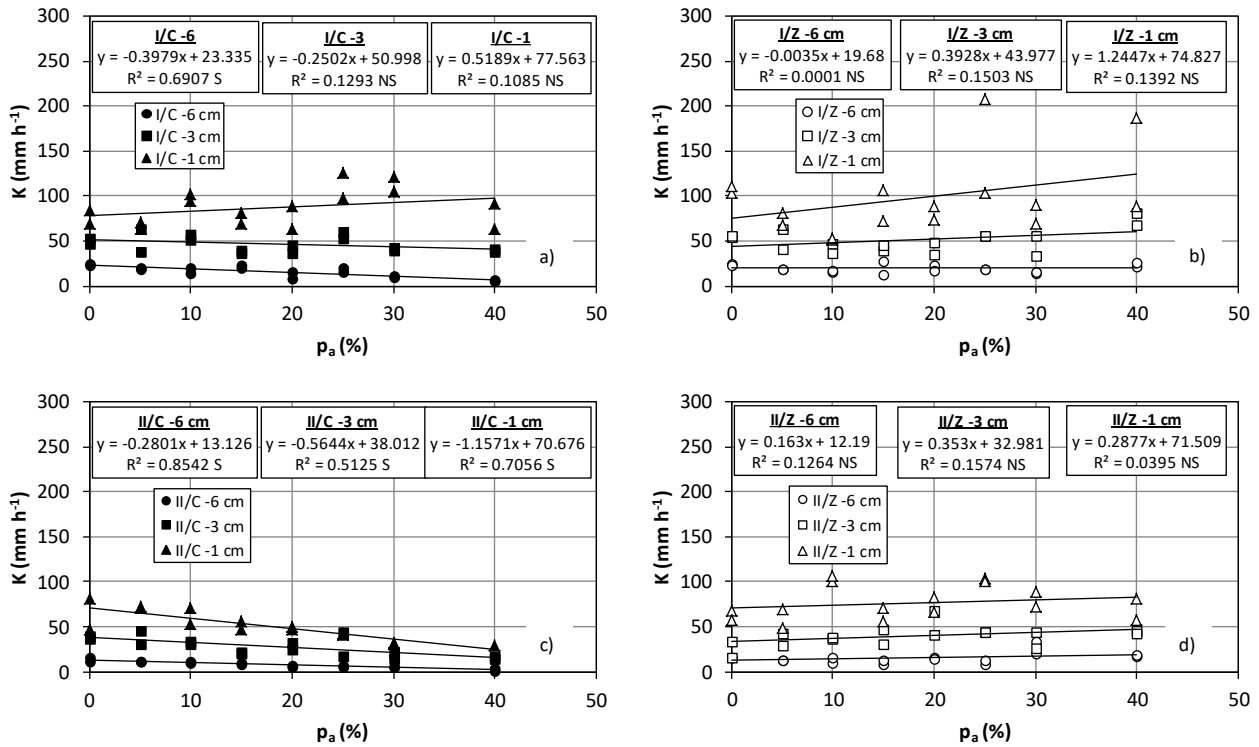 I/C -6
y = -0.3979x + 23.335
R² = 0.6907 S
I/C -3
y = -0.2502x + 50.998
R² = 0.1293 NS
I/C -1
y = 0.5189x + 77.563
R² = 0.1085 NS
I/C -6 cm
I/C -3 cm
I/C -1 cm
K (mm h⁻¹)
300
250
200
150
100
50
0
a)
0 10 20 30 40 50
pₐ (%)
I/Z -6 cm
y = -0.0035x + 19.68
R² = 0.0001 NS
I/Z -3 cm
y = 0.3928x + 43.977
R² = 0.1503 NS
I/Z -1 cm
y = 1.2447x + 74.827
R² = 0.1392 NS
I/Z -6 cm
I/Z -3 cm
I/Z -1 cm
K (mm h⁻¹)
300
250
200
150
100
50
0
b)
0 10 20 30 40 50
pₐ (%)
II/C -6 cm
y = -0.2801x + 13.126
R² = 0.8542 S
II/C -3 cm
y = -0.5644x + 38.012
R² = 0.5125 S
II/C -1 cm
y = -1.1571x + 70.676
R² = 0.7056 S
II/C -6 cm
II/C -3 cm
II/C -1 cm
K (mm h⁻¹)
300
250
200
150
100
50
0
c)
0 10 20 30 40 50
pₐ (%)
II/Z -6 cm
y = 0.163x + 12.19
R² = 0.1264 NS
II/Z -3 cm
y = 0.353x + 32.981
R² = 0.1574 NS
II/Z -1 cm
y = 0.2877x + 71.509
R² = 0.0395 NS
II/Z -6 cm
II/Z -3 cm
II/Z -1 cm
K (mm h⁻¹)
300
250
200
150
100
50
0
d)
0 10 20 30 40 50
pₐ (%)